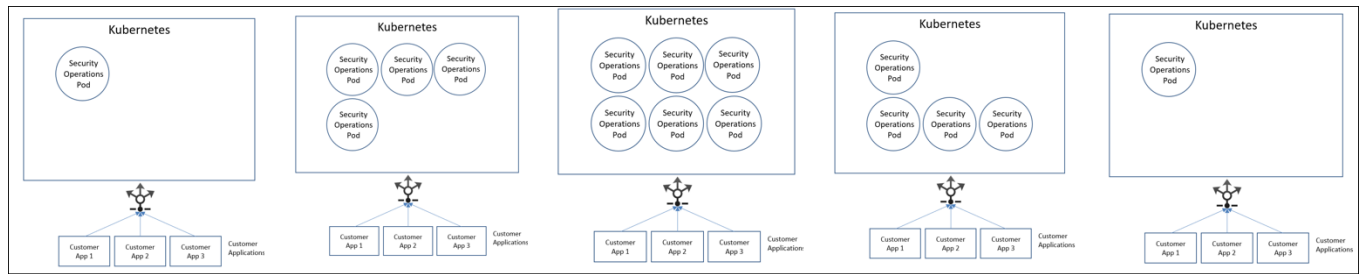 Kubernetes
Security
Operations
Pod
Customer
App 1
Customer
App 2
Customer
App 3
Customer
Applications
Kubernetes
Security
Operations
Pod
Security
Operations
Pod
Security
Operations
Pod
Security
Operations
Pod
Customer
App 1
Customer
App 2
Customer
App 3
Customer
Applications
Kubernetes
Security
Operations
Pod
Security
Operations
Pod
Security
Operations
Pod
Security
Operations
Pod
Security
Operations
Pod
Security
Operations
Pod
Customer
App 1
Customer
App 2
Customer
App 3
Customer
Applications
Kubernetes
Security
Operations
Pod
Security
Operations
Pod
Security
Operations
Pod
Security
Operations
Pod
Customer
App 1
Customer
App 2
Customer
App 3
Customer
Applications
Kubernetes
Security
Operations
Pod
Customer
App 1
Customer
App 2
Customer
App 3
Customer
Applications